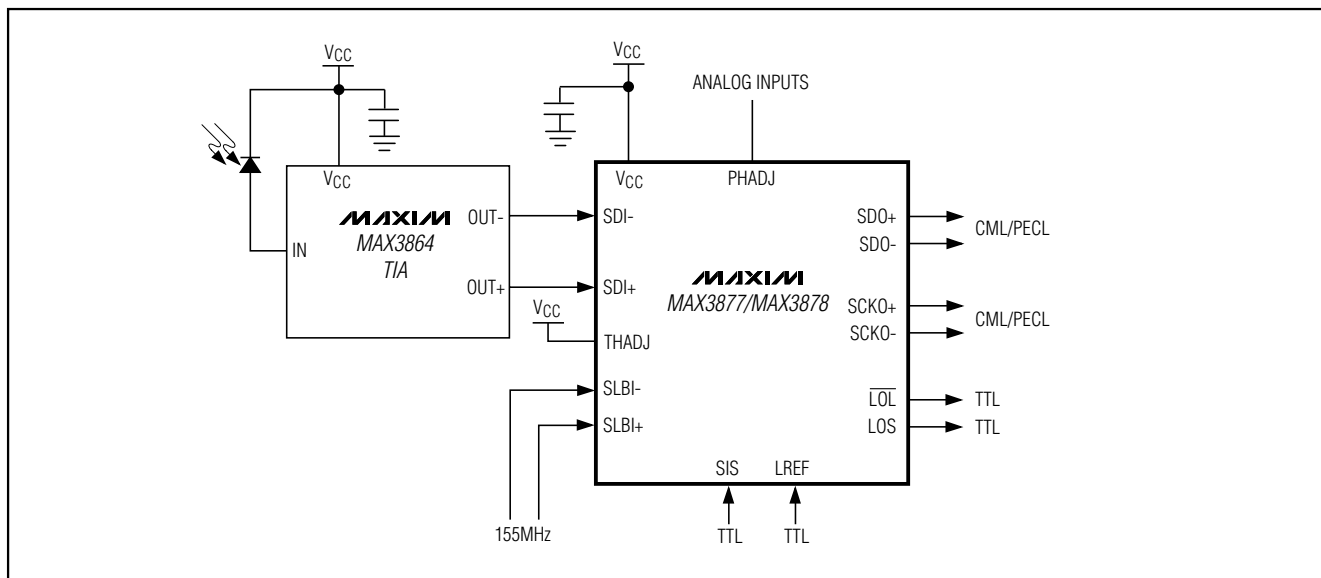 VCC
VCC
ANALOG INPUTS
VCC
VCC
PHADJ
MAXIM
MAX3864
TIA
IN
OUT-
OUT+
SDI-
SDI+
VCC
THADJ
SLBI-
SLBI+
MAXIM
MAX3877/MAX3878
SDO+
SDO-
CML/PECL
SCKO+
SCKO-
CML/PECL
LOL
TTL
LOS
TTL
SIS
LREF
155MHz
TTL
TTL